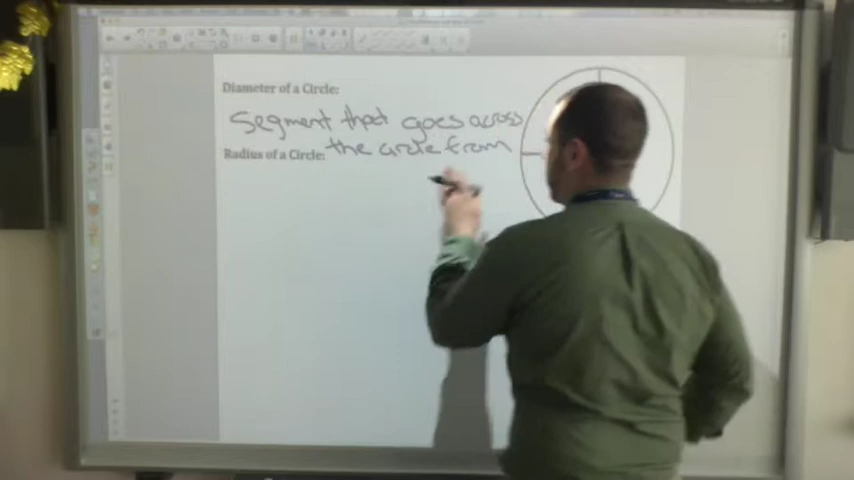 Diameter of a Circle:
Segment that goes across
the circle from
Radius of a Circle: